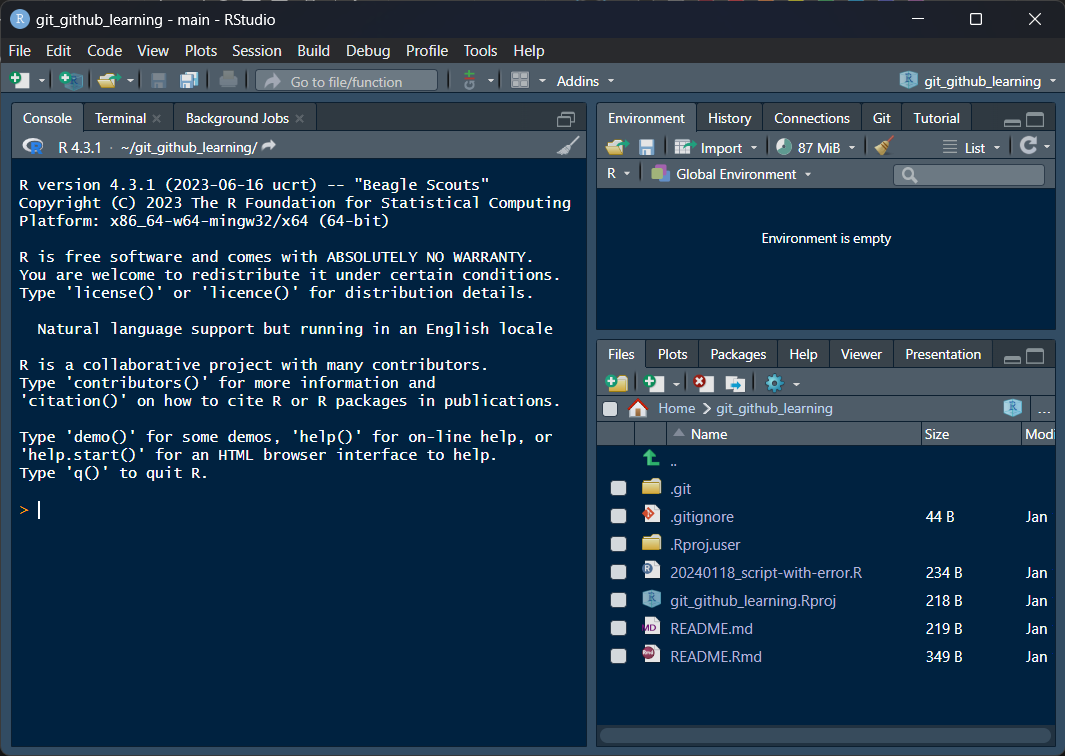 git_github_learning - main - RStudio
File Edit Code View Plots Session Build Debug Profile Tools Help
Go to file/function Addins git_github_learning
Console Terminal Background Jobs
R 4.3.1 · ~/git_github_learning/
R version 4.3.1 (2023-06-16 ucrt) -- "Beagle Scouts"
Copyright (C) 2023 The R Foundation for Statistical Computing
Platform: x86_64-w64-mingw32/x64 (64-bit)
R is free software and comes with ABSOLUTELY NO WARRANTY.
You are welcome to redistribute it under certain conditions.
Type 'license()' or 'licence()' for distribution details.
Natural language support but running in an English locale
R is a collaborative project with many contributors.
Type 'contributors()' for more information and
'citation()' on how to cite R or R packages in publications.
Type 'demo()' for some demos, 'help()' for on-line help, or
'help.start()' for an HTML browser interface to help.
Type 'q()' to quit R.
>
Environment History Connections Git Tutorial
Import 87 MiB List
R Global Environment
Environment is empty
Files Plots Packages Help Viewer Presentation
Home git_github_learning ...
Name Size Modi
..
.git
.gitignore 44 B Jan
.Rproj.user
20240118_script-with-error.R 234 B Jan
git_github_learning.Rproj 218 B Jan
README.md 219 B Jan
README.Rmd 349 B Jan